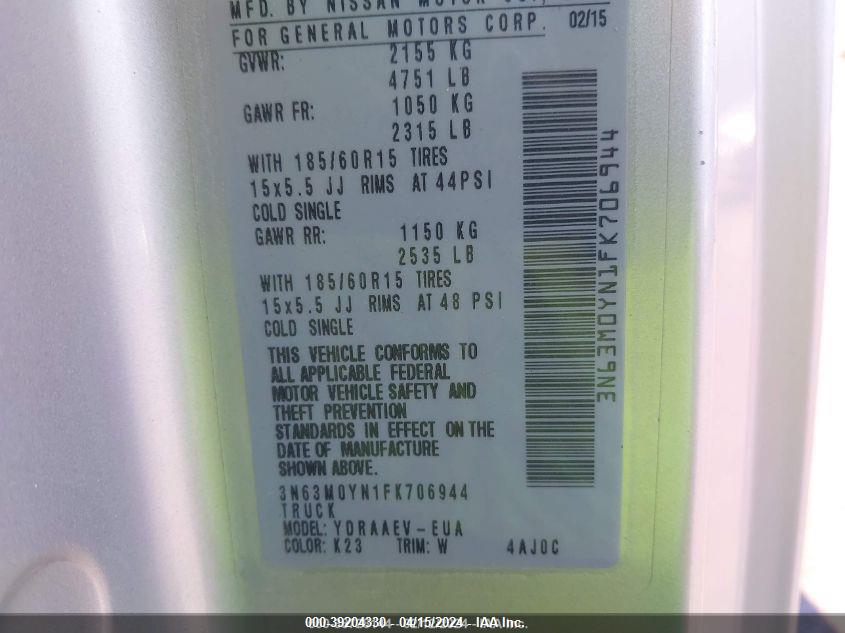 MFD. BY NISSAN MOTOR
FOR GENERAL MOTORS CORP. 02/15
GVWR: 2155 KG
4751 LB
GAWR FR: 1050 KG
2315 LB
WITH 185/60R15 TIRES
15x5.5 JJ RIMS AT 44PSI
COLD SINGLE
GAWR RR: 1150 KG
2535 LB
WITH 185/60R15 TIRES
15x5.5 JJ RIMS AT 48 PSI
COLD SINGLE
THIS VEHICLE CONFORMS TO
ALL APPLICABLE FEDERAL
MOTOR VEHICLE SAFETY AND
THEFT PREVENTION
STANDARDS IN EFFECT ON THE
DATE OF MANUFACTURE
SHOWN ABOVE.
3N63M0YN1FK706944
TRUCK
MODEL: YDRAAEV-EUA
COLOR: K23 TRIM: W 4AJ0C
3N63M0YN1FK706944
000-39204330 - 04/15/2024 - IAA Inc.